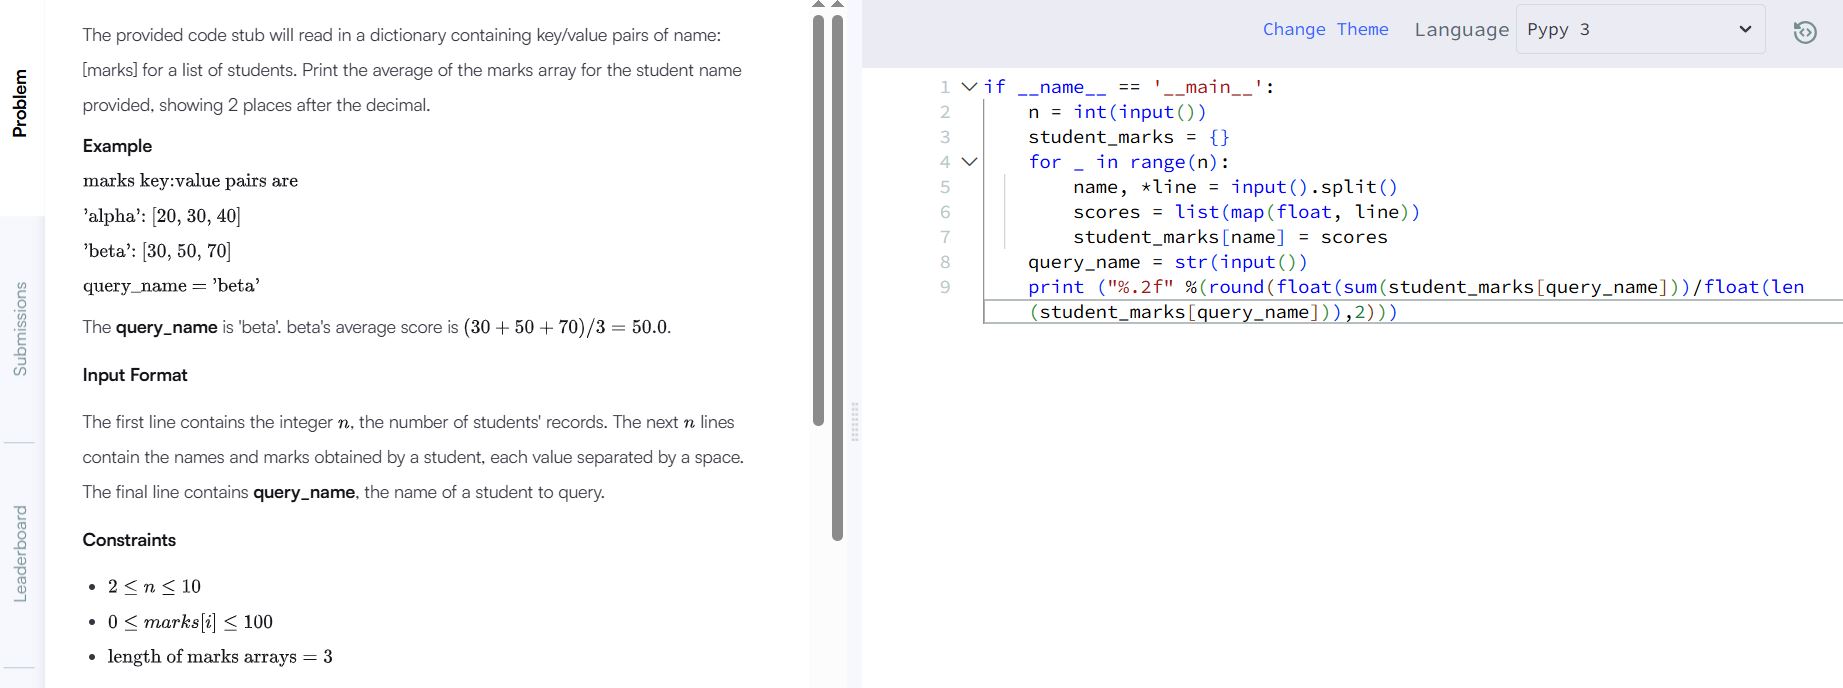 Problem
Submissions
Leaderboard
The provided code stub will read in a dictionary containing key/value pairs of name:
[marks] for a list of students. Print the average of the marks array for the student name
provided, showing 2 places after the decimal.
Example
marks key:value pairs are
’alpha’: [20, 30, 40]
’beta’: [30, 50, 70]
query_name = ’beta’
The query_name is 'beta'. beta's average score is (30 + 50 + 70)/3 = 50.0.
Input Format
The first line contains the integer n, the number of students' records. The next n lines
contain the names and marks obtained by a student, each value separated by a space.
The final line contains query_name, the name of a student to query.
Constraints
• 2 ≤ n ≤ 10
• 0 ≤ marks[i] ≤ 100
• length of marks arrays = 3
Change Theme Language Pypy 3
1 if __name__ == '__main__':
2 n = int(input())
3 student_marks = {}
4 for _ in range(n):
5 name, *line = input().split()
6 scores = list(map(float, line))
7 student_marks[name] = scores
8 query_name = str(input())
9 print ("%.2f" %(round(float(sum(student_marks[query_name]))/float(len
(student_marks[query_name])),2)))